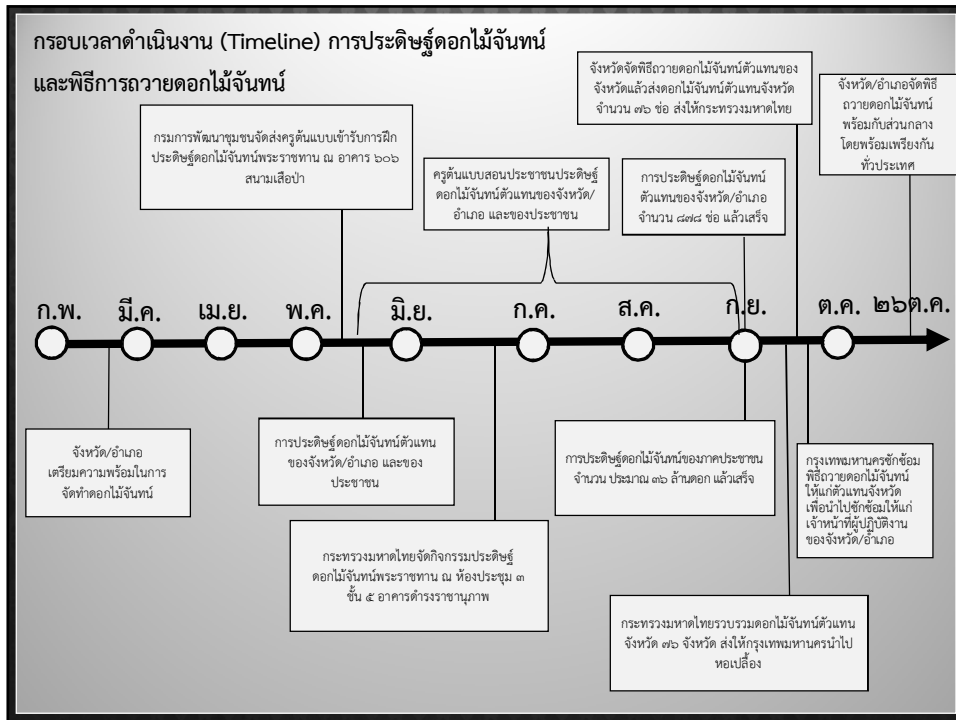 กรอบเวลาดำเนินงาน (Timeline) การประดิษฐ์ดอกไม้จันทน์
และพิธีการถวายดอกไม้จันทน์
จังหวัดจัดพิธีถวายดอกไม้จันทน์ตัวแทนของ
จังหวัดแล้วส่งดอกไม้จันทน์ตัวแทนจังหวัด
จำนวน ๗๖ ช่อ ส่งให้กระทรวงมหาดไทย
จังหวัด/อำเภอจัดพิธี
ถวายดอกไม้จันทน์
พร้อมกับส่วนกลาง
โดยพร้อมเพรียงกัน
ทั่วประเทศ
กรมการพัฒนาชุมชนจัดส่งครูต้นแบบเข้ารับการฝึก
ประดิษฐ์ดอกไม้จันทน์พระราชทาน ณ อาคาร ๖๐๖
สนามเสือป่า
ครูต้นแบบสอนประชาชนประดิษฐ์
ดอกไม้จันทน์ตัวแทนของจังหวัด/
อำเภอ และของประชาชน
การประดิษฐ์ดอกไม้จันทน์
ตัวแทนของจังหวัด/อำเภอ
จำนวน ๘๗๘ ช่อ แล้วเสร็จ
ก.พ.
มี.ค.
เม.ย.
พ.ค.
มิ.ย.
ก.ค.
ส.ค.
ก.ย.
ต.ค.
๒๖ต.ค.
จังหวัด/อำเภอ
เตรียมความพร้อมในการ
จัดทำดอกไม้จันทน์
การประดิษฐ์ดอกไม้จันทน์ตัวแทน
ของจังหวัด/อำเภอ และของ
ประชาชน
กระทรวงมหาดไทยจัดกิจกรรมประดิษฐ์
ดอกไม้จันทน์พระราชทาน ณ ห้องประชุม ๓
ชั้น ๕ อาคารดำรงราชานุภาพ
การประดิษฐ์ดอกไม้จันทน์ของภาคประชาชน
จำนวน ประมาณ ๓๖ ล้านดอก แล้วเสร็จ
กรุงเทพมหานครซักซ้อม
พิธีถวายดอกไม้จันทน์
ให้แก่ตัวแทนจังหวัด
เพื่อนำไปซักซ้อมให้แก่
เจ้าหน้าที่ผู้ปฏิบัติงาน
ของจังหวัด/อำเภอ
กระทรวงมหาดไทยรวบรวมดอกไม้จันทน์ตัวแทน
จังหวัด ๗๖ จังหวัด ส่งให้กรุงเทพมหานครนำไป
หอเปลื้อง